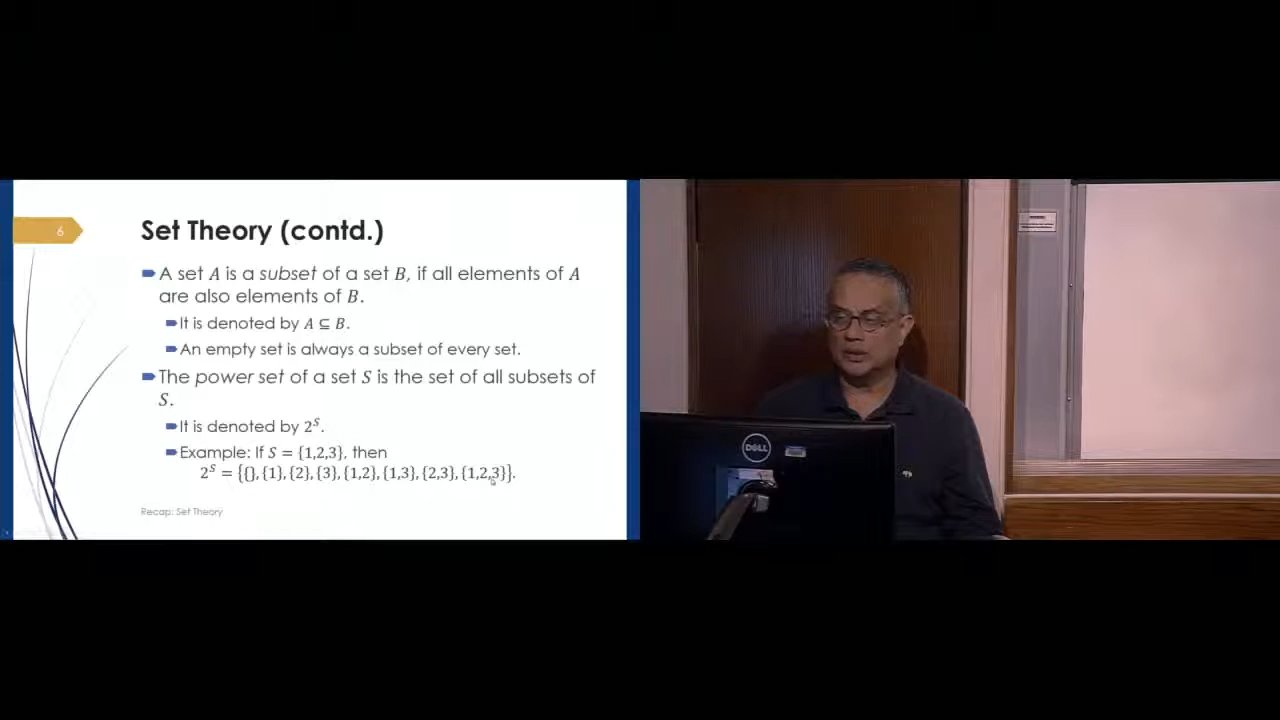 6
Set Theory (contd.)
A set A is a subset of a set B, if all elements of A
are also elements of B.
It is denoted by A ⊆ B.
An empty set is always a subset of every set.
The power set of a set S is the set of all subsets of
S.
It is denoted by 2^S.
Example: If S = {1,2,3}, then
2^S = {{}, {1}, {2}, {3}, {1,2}, {1,3}, {2,3}, {1,2,3}}.
Recap: Set Theory
DELL